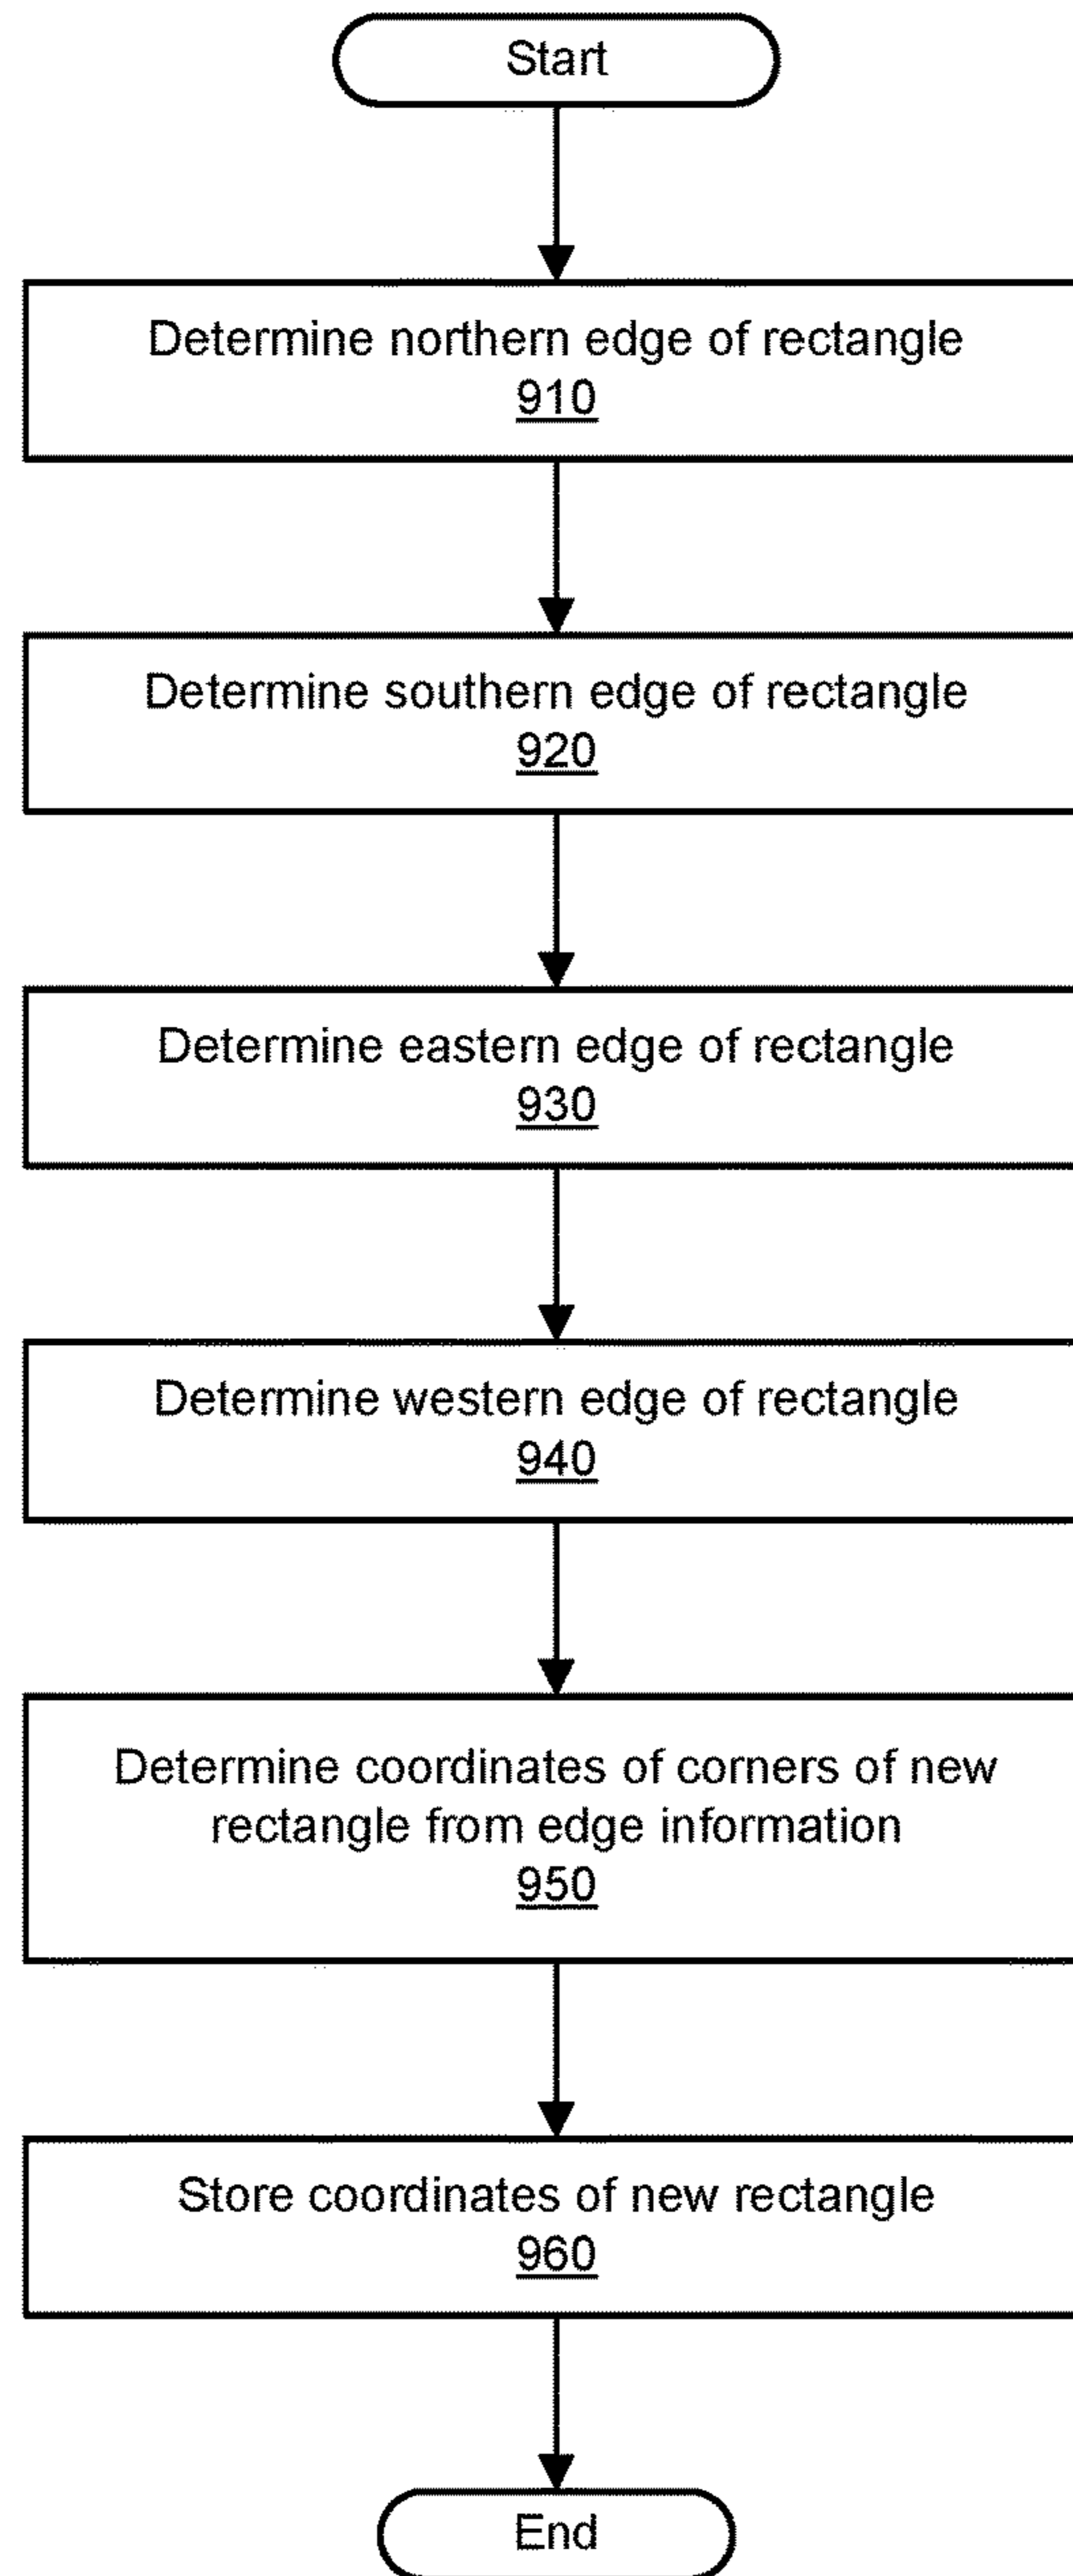 Start
Determine northern edge of rectangle
910
Determine southern edge of rectangle
920
Determine eastern edge of rectangle
930
Determine western edge of rectangle
940
Determine coordinates of corners of new
rectangle from edge information
950
Store coordinates of new rectangle
960
End